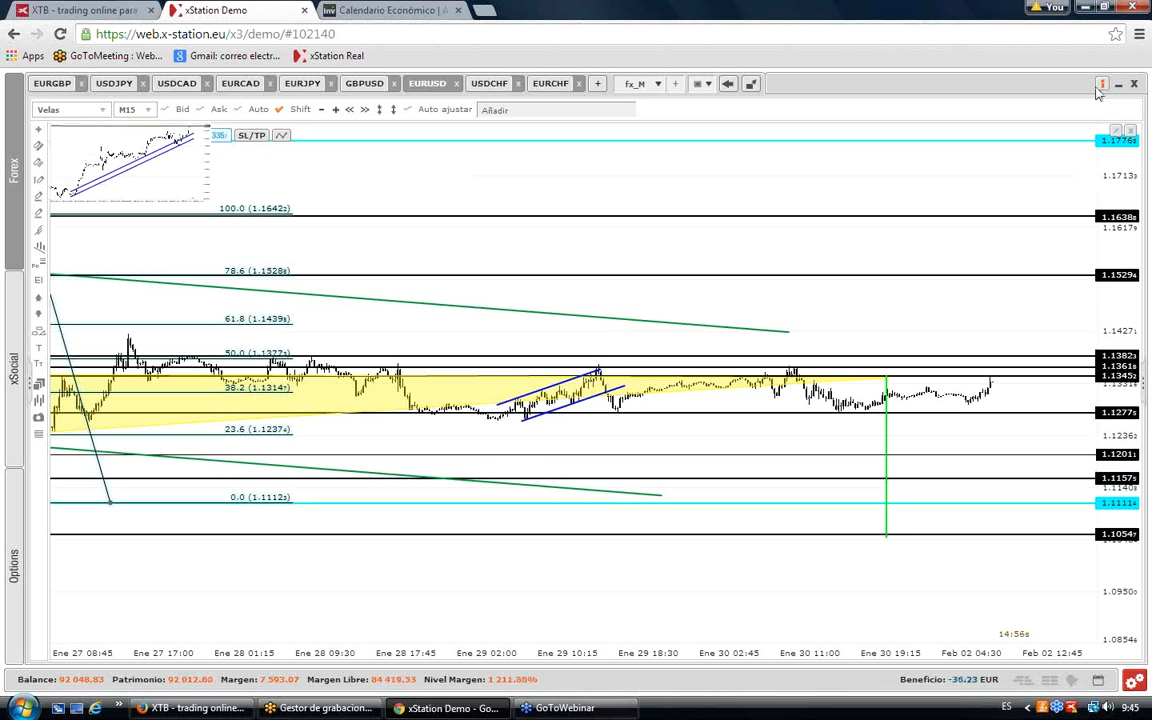 XTB - trading online para
xStation Demo
Calendario Económico | A
You
https://web.x-station.eu/x3/demo/#102140
Apps
GoToMeeting : Web...
Gmail: correo electr...
xStation Real
EURGBP
USDJPY
USDCAD
EURCAD
EURJPY
GBPUSD
EURUSD
USDCHF
EURCHF
fx_M
Velas
M15
Bid
Ask
Auto
Shift
Auto ajustar
Añadir
335
SL/TP
1.1776
1.1713
100.0 (1.1642)
1.1638
1.1617
78.6 (1.1528)
1.1529
61.8 (1.1439)
1.1427
50.0 (1.1377)
1.1382
1.1361
1.1345
38.2 (1.1314)
1.1277
23.6 (1.1237)
1.1236
1.1201
1.1157
0.0 (1.1112)
1.1111
1.1054
1.0950
1.0854
14:56s
Forex
xSocial
Options
Ene 27 08:45
Ene 27 17:00
Ene 28 01:15
Ene 28 09:30
Ene 28 17:45
Ene 29 02:00
Ene 29 10:15
Ene 29 18:30
Ene 30 02:45
Ene 30 11:00
Ene 30 19:15
Feb 02 04:30
Feb 02 12:45
Balance: 92 048.83
Patrimonio: 92 012.60
Margen: 7 593.07
Margen Libre: 84 419.53
Nivel Margen: 1 211.80%
Beneficio: -36.23 EUR
XTB - trading online...
Gestor de grabacion...
xStation Demo - Go...
GoToWebinar
ES
9:45